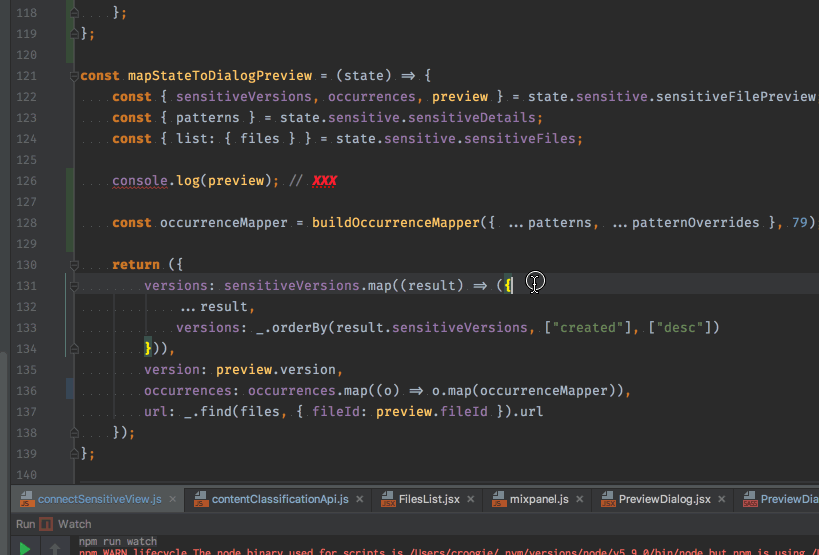 118 };
119 };
120
121 const mapStateToDialogPreview = (state) ⇒ {
122 const { sensitiveVersions, occurrences, preview } = state.sensitive.sensitiveFilePreview
123 const { patterns } = state.sensitive.sensitiveDetails;
124 const { list: { files } } = state.sensitive.sensitiveFiles;
125
126 console.log(preview); // XXX
127
128 const occurrenceMapper = buildOccurrenceMapper({ ...patterns, ...patternOverrides }, 79)
129
130 return ({
131 versions: sensitiveVersions.map((result) ⇒ ({
132 ...result,
133 versions: _.orderBy(result.sensitiveVersions, ["created"], ["desc"])
134 })),
135 version: preview.version,
136 occurrences: occurrences.map((o) ⇒ o.map(occurrenceMapper)),
137 url: _.find(files, { fileId: preview.fileId }).url
138 });
139 };
140
connectSensitiveView.js × contentClassificationApi.js × FilesList.jsx × mixpanel.js × PreviewDialog.jsx × PreviewDia
Run Watch
npm run watch
npm WARN lifecycle The node binary used for scripts is /Users/croogie/.nvm/versions/node/v5.9.0/bin/node but npm is using